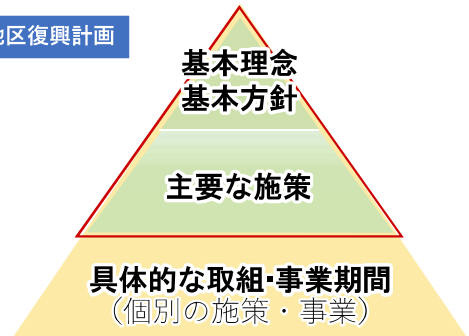 地区復興計画
基本理念
基本方針
主要な施策
具体的な取組・事業期間
（個別の施策・事業）